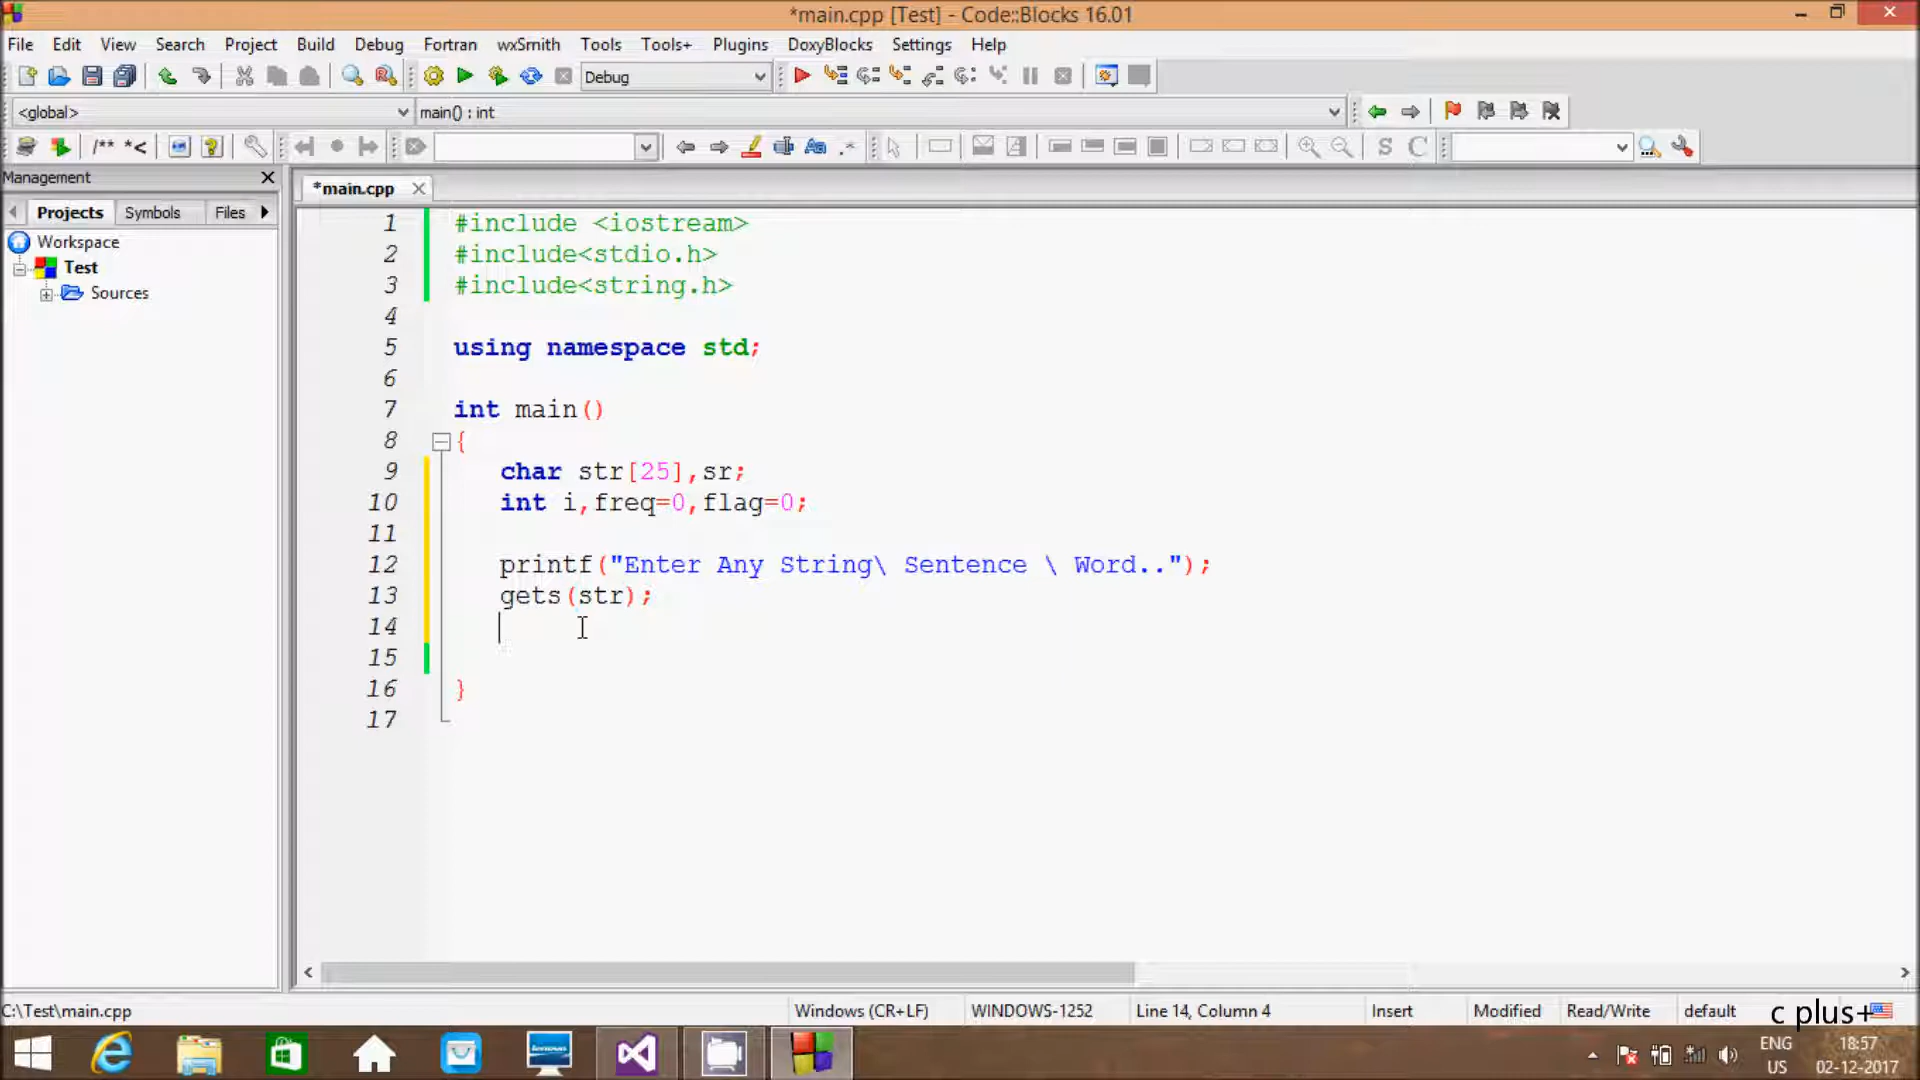 *main.cpp [Test] - Code::Blocks 16.01
File Edit View Search Project Build Debug Fortran wxSmith Tools Tools+ Plugins DoxyBlocks Settings Help
Debug
<global> main() : int
/** *< S C
Management
Projects Symbols Files
Workspace
Test
Sources
*main.cpp
1 #include <iostream>
2 #include<stdio.h>
3 #include<string.h>
4
5 using namespace std;
6
7 int main()
8 {
9 char str[25],sr;
10 int i,freq=0,flag=0;
11
12 printf("Enter Any String\ Sentence \ Word..");
13 gets(str);
14
15
16 }
17
C:\Test\main.cpp Windows (CR+LF) WINDOWS-1252 Line 14, Column 4 Insert Modified Read/Write default
c plus+
ENG 18:57
US 02-12-2017